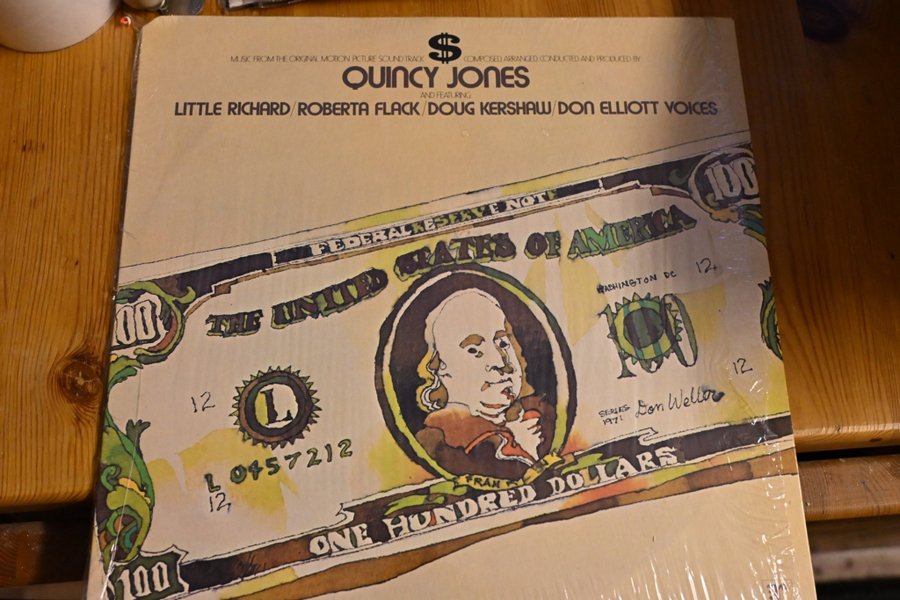 $
MUSIC FROM THE ORIGINAL MOTION PICTURE SOUND TRACK COMPOSED ARRANGED CONDUCTED AND PRODUCED BY
QUINCY JONES
AND FEATURING
LITTLE RICHARD/ROBERTA FLACK/DOUG KERSHAW/DON ELLIOTT VOICES
100
FEDERAL RESERVE NOTE
THE UNITED STATES OF AMERICA
WASHINGTON DC 12
100
100
12
L
12
SERIES
1971
Don Weller
L 0457212
12
FRAN
ONE HUNDRED DOLLARS
100